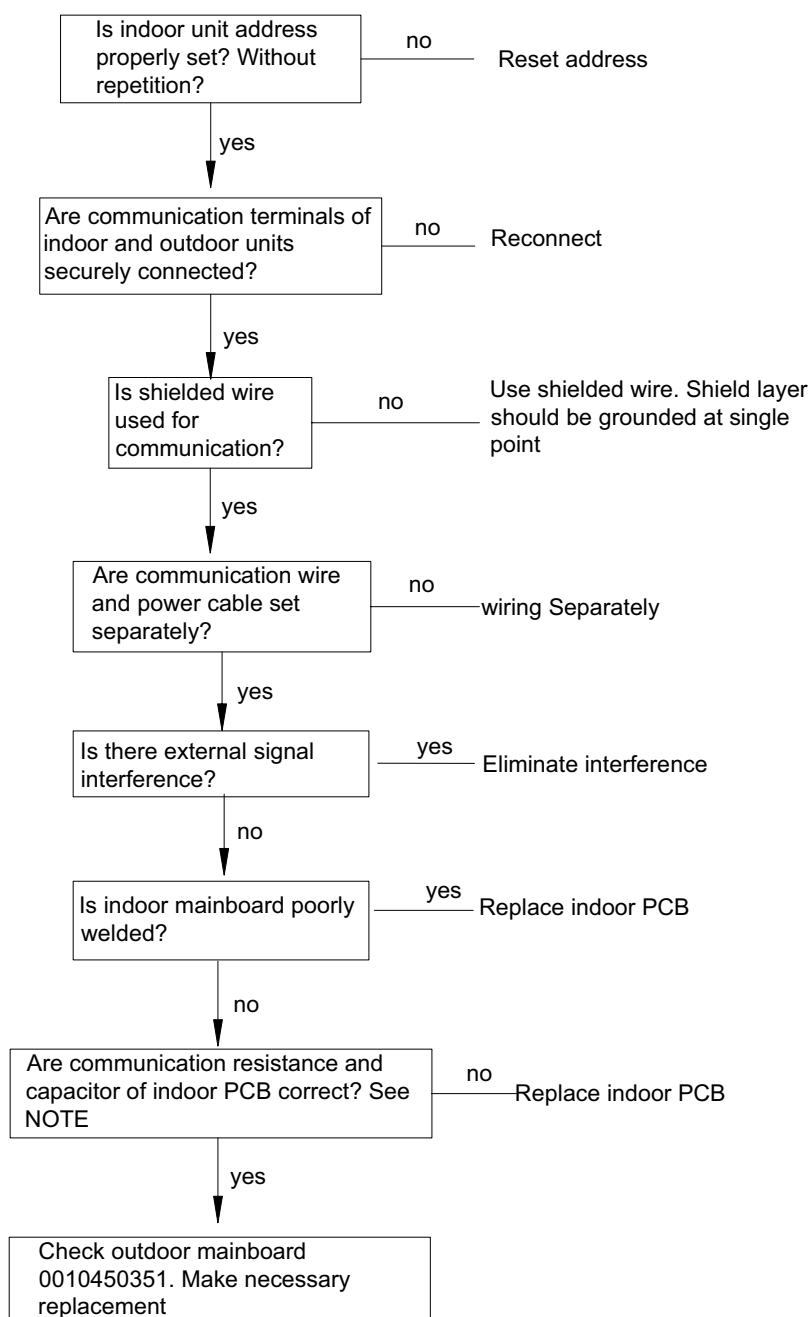 Is indoor unit address
properly set? Without
repetition?
no
Reset address
yes
Are communication terminals of
indoor and outdoor units
securely connected?
no
Reconnect
yes
Is shielded wire
used for
communication?
no
Use shielded wire. Shield layer
should be grounded at single
point
yes
Are communication wire
and power cable set
separately?
no
wiring Separately
yes
Is there external signal
interference?
yes
Eliminate interference
no
Is indoor mainboard poorly
welded?
yes
Replace indoor PCB
no
Are communication resistance and
capacitor of indoor PCB correct? See
NOTE
no
Replace indoor PCB
yes
Check outdoor mainboard
0010450351. Make necessary
replacement